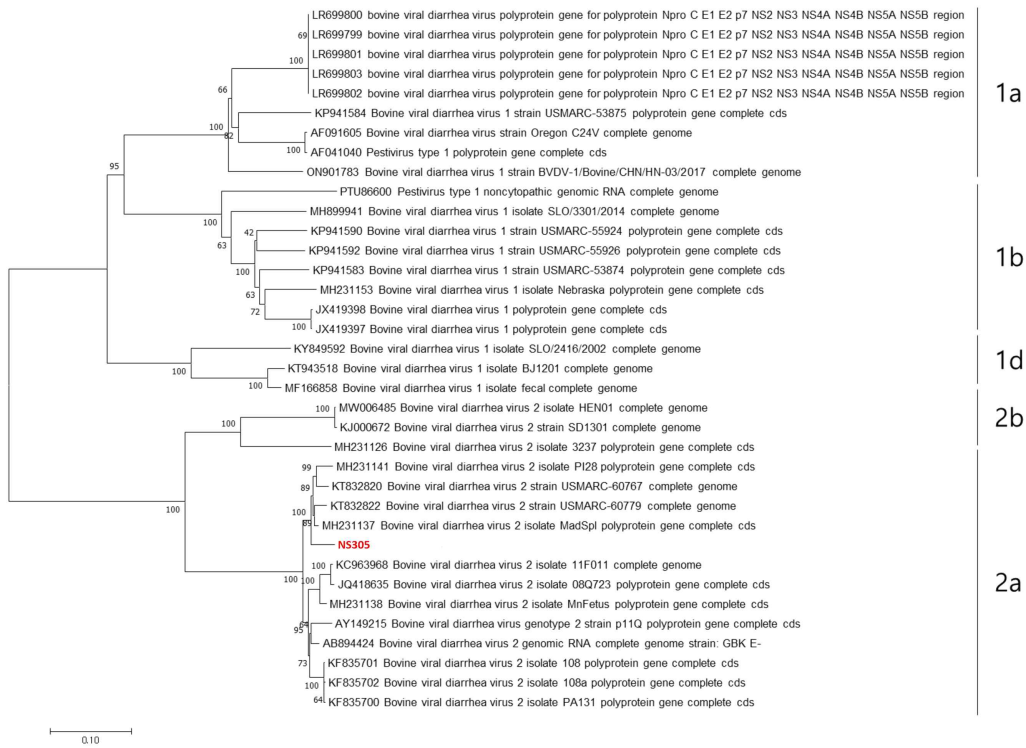 LR699800 bovine viral diarrhea virus polyprotein gene for polyprotein Npro C E1 E2 p7 NS2 NS3 NS4A NS4B NS5A NS5B region
69
LR699799 bovine viral diarrhea virus polyprotein gene for polyprotein Npro C E1 E2 p7 NS2 NS3 NS4A NS4B NS5A NS5B region
LR699801 bovine viral diarrhea virus polyprotein gene for polyprotein Npro C E1 E2 p7 NS2 NS3 NS4A NS4B NS5A NS5B region
100
LR699803 bovine viral diarrhea virus polyprotein gene for polyprotein Npro C E1 E2 p7 NS2 NS3 NS4A NS4B NS5A NS5B region
66
LR699802 bovine viral diarrhea virus polyprotein gene for polyprotein Npro C E1 E2 p7 NS2 NS3 NS4A NS4B NS5A NS5B region
1a
KP941584 Bovine viral diarrhea virus 1 strain USMARC-53875 polyprotein gene complete cds
100
82
AF091605 Bovine viral diarrhea virus strain Oregon C24V complete genome
100
AF041040 Pestivirus type 1 polyprotein gene complete cds
95
ON901783 Bovine viral diarrhea virus 1 strain BVDV-1/Bovine/CHN/HN-03/2017 complete genome
PTU86600 Pestivirus type 1 noncytopathic genomic RNA complete genome
100
MH899941 Bovine viral diarrhea virus 1 isolate SLO/3301/2014 complete genome
42
KP941590 Bovine viral diarrhea virus 1 strain USMARC-55924 polyprotein gene complete cds
63
KP941592 Bovine viral diarrhea virus 1 strain USMARC-55926 polyprotein gene complete cds
1b
100
KP941583 Bovine viral diarrhea virus 1 strain USMARC-53874 polyprotein gene complete cds
63
MH231153 Bovine viral diarrhea virus 1 isolate Nebraska polyprotein gene complete cds
72
JX419398 Bovine viral diarrhea virus 1 polyprotein gene complete cds
100
JX419397 Bovine viral diarrhea virus 1 polyprotein gene complete cds
KY849592 Bovine viral diarrhea virus 1 isolate SLO/2416/2002 complete genome
1d
100
KT943518 Bovine viral diarrhea virus 1 isolate BJ1201 complete genome
100
MF166858 Bovine viral diarrhea virus 1 isolate fecal complete genome
100
MW006485 Bovine viral diarrhea virus 2 isolate HEN01 complete genome
2b
100
KJ000672 Bovine viral diarrhea virus 2 strain SD1301 complete genome
MH231126 Bovine viral diarrhea virus 2 isolate 3237 polyprotein gene complete cds
99
MH231141 Bovine viral diarrhea virus 2 isolate PI28 polyprotein gene complete cds
89
KT832820 Bovine viral diarrhea virus 2 strain USMARC-60767 complete genome
100
KT832822 Bovine viral diarrhea virus 2 strain USMARC-60779 complete genome
100
89
MH231137 Bovine viral diarrhea virus 2 isolate MadSpl polyprotein gene complete cds
NS305
100
KC963968 Bovine viral diarrhea virus 2 isolate 11F011 complete genome
100
100
JQ418635 Bovine viral diarrhea virus 2 isolate 08Q723 polyprotein gene complete cds
2a
MH231138 Bovine viral diarrhea virus 2 isolate MnFetus polyprotein gene complete cds
95
64
AY149215 Bovine viral diarrhea virus genotype 2 strain p11Q polyprotein gene complete cds
AB894424 Bovine viral diarrhea virus 2 genomic RNA complete genome strain: GBK E-
73
KF835701 Bovine viral diarrhea virus 2 isolate 108 polyprotein gene complete cds
100
KF835702 Bovine viral diarrhea virus 2 isolate 108a polyprotein gene complete cds
64
KF835700 Bovine viral diarrhea virus 2 isolate PA131 polyprotein gene complete cds
0.10